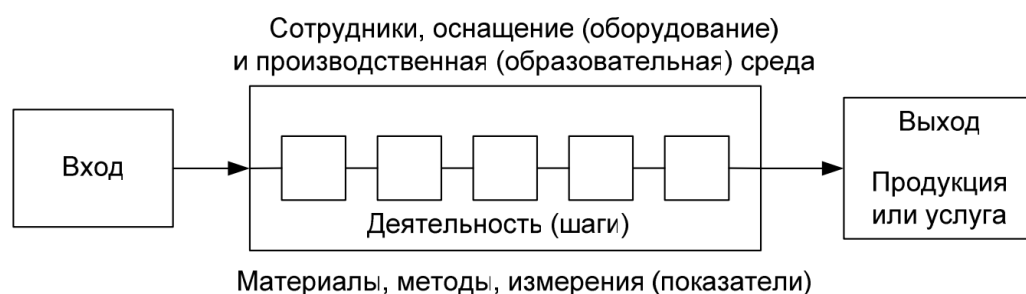 Сотрудники, оснащение (оборудование)
и производственная (образовательная) среда
Вход
Деятельность (шаги)
Выход
Продукция
или услуга
Материалы, методы, измерения (показатели)